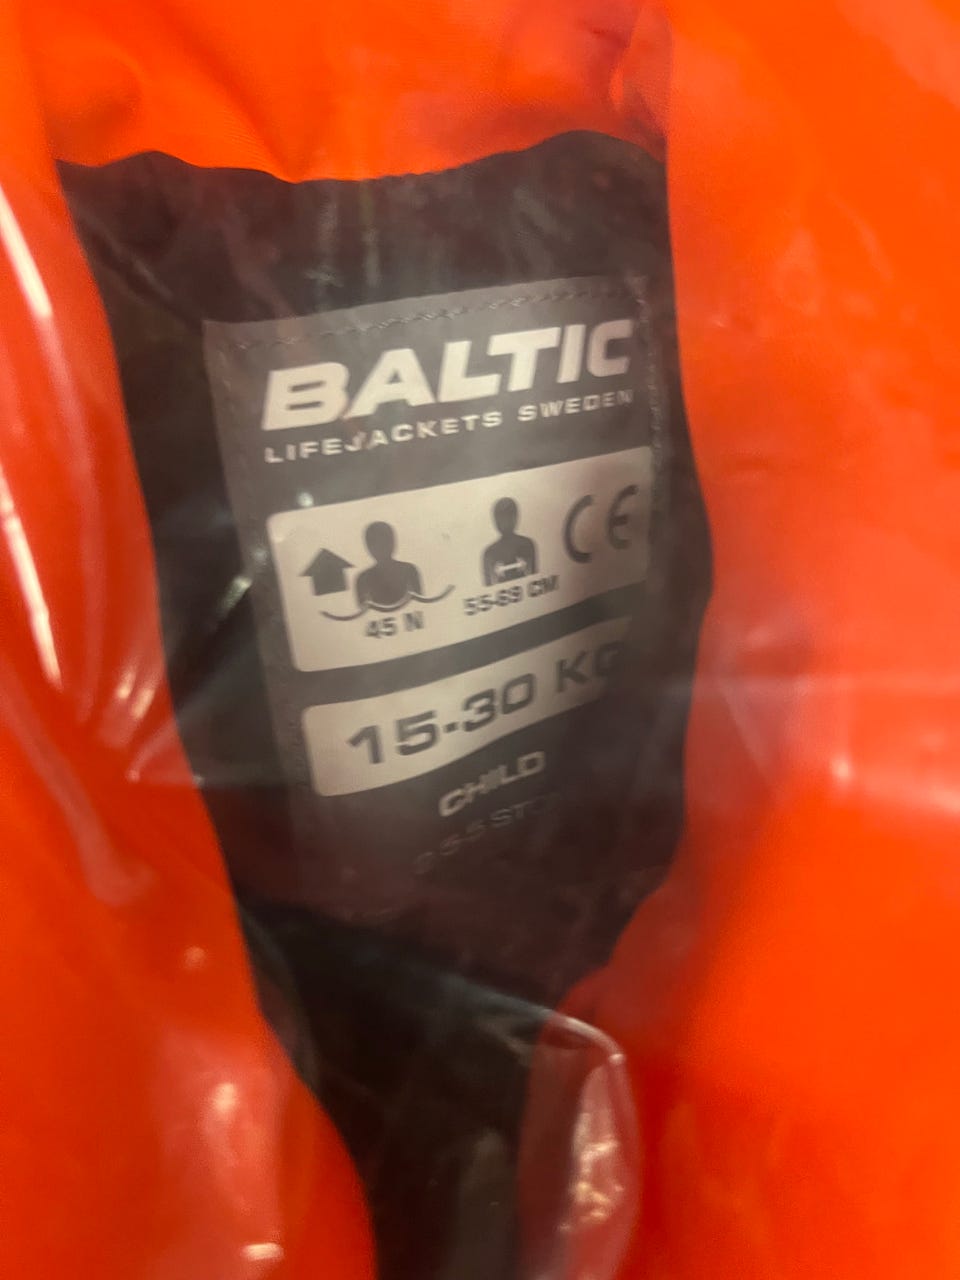 BALTIC
LIFEJACKETS SWEDEN
CE
45 N
55-69 CM
15-30 KG
CHILD